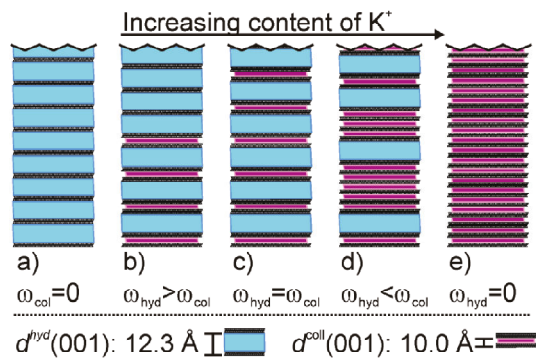 Increasing content of K⁺
a) b) c) d) e)
ω_col=0 ω_hyd>ω_col ω_hyd=ω_col ω_hyd<ω_col ω_hyd=0
d^hyd(001): 12.3 Å d^coll(001): 10.0 Å